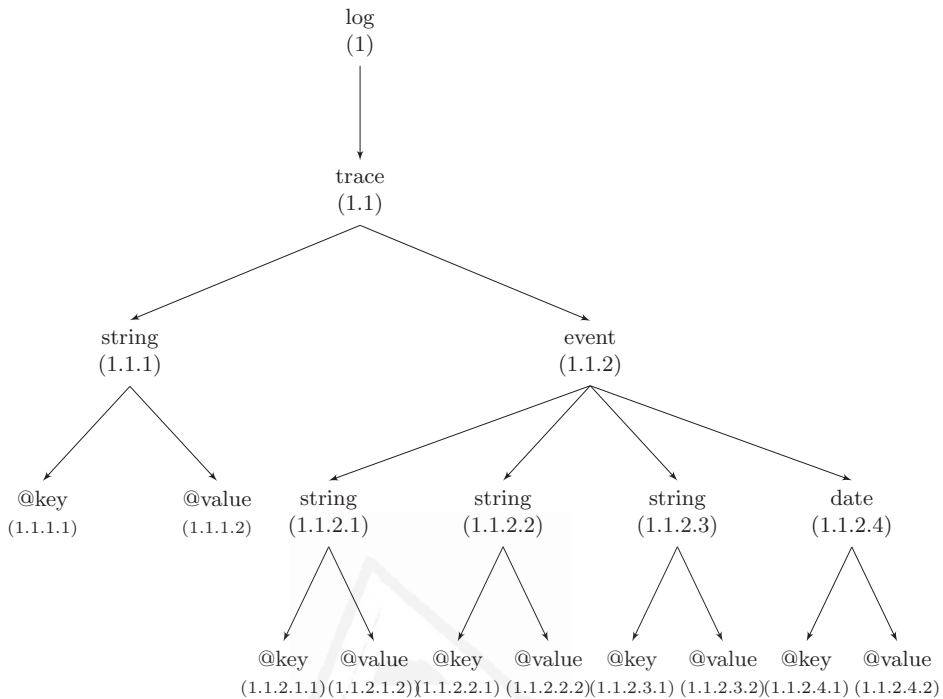 log
(1)
trace
(1.1)
string
(1.1.1)
event
(1.1.2)
@key
(1.1.1.1)
@value
(1.1.1.2)
string
(1.1.2.1)
string
(1.1.2.2)
string
(1.1.2.3)
date
(1.1.2.4)
@key
(1.1.2.1.1)
@value
(1.1.2.1.2)
@key
(1.1.2.2.1)
@value
(1.1.2.2.2)
@key
(1.1.2.3.1)
@value
(1.1.2.3.2)
@key
(1.1.2.4.1)
@value
(1.1.2.4.2)